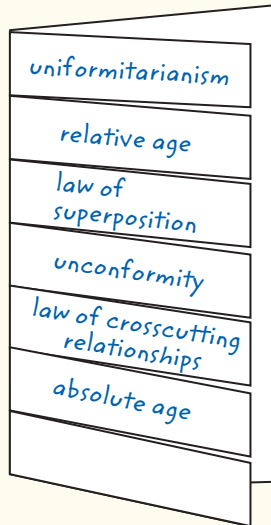 uniformitarianism
relative age
law of
superposition
unconformity
law of crosscutting
relationships
absolute age